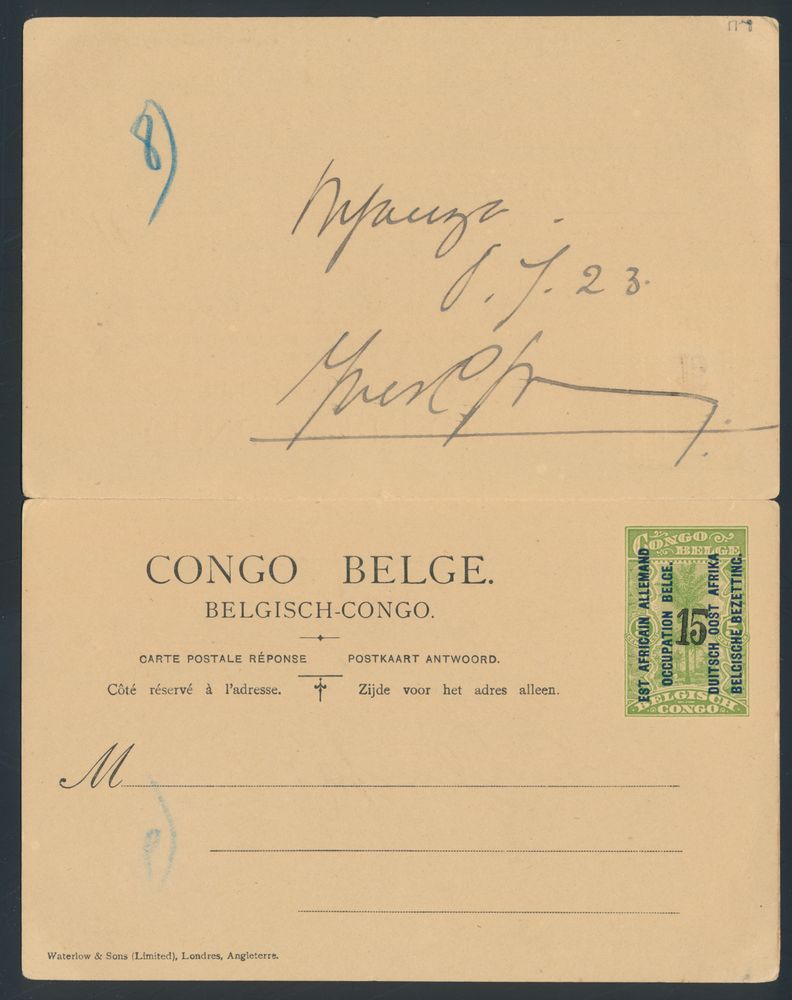 8)
Nyanza.
8. 7. 23.
CONGO BELGE.
BELGISCH-CONGO.
CARTE POSTALE RÉPONSE POSTKAART ANTWOORD.
Côté réservé à l'adresse. Zijde voor het adres alleen.
M
Waterlow & Sons (Limited), Londres, Angleterre.
CONGO
BELGE
EST AFRICAIN ALLEMAND
OCCUPATION BELGE.
15
DUITSCH OOST AFRIKA
BELGISCHE BEZETTING.
BELGISCH
CONGO